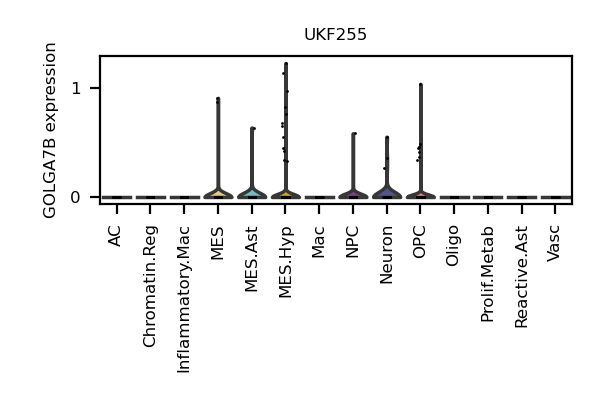 UKF255
GOLGA7B expression
1
0
AC
Chromatin.Reg
Inflammatory.Mac
MES
MES.Ast
MES.Hyp
Mac
NPC
Neuron
OPC
Oligo
Prolif.Metab
Reactive.Ast
Vasc